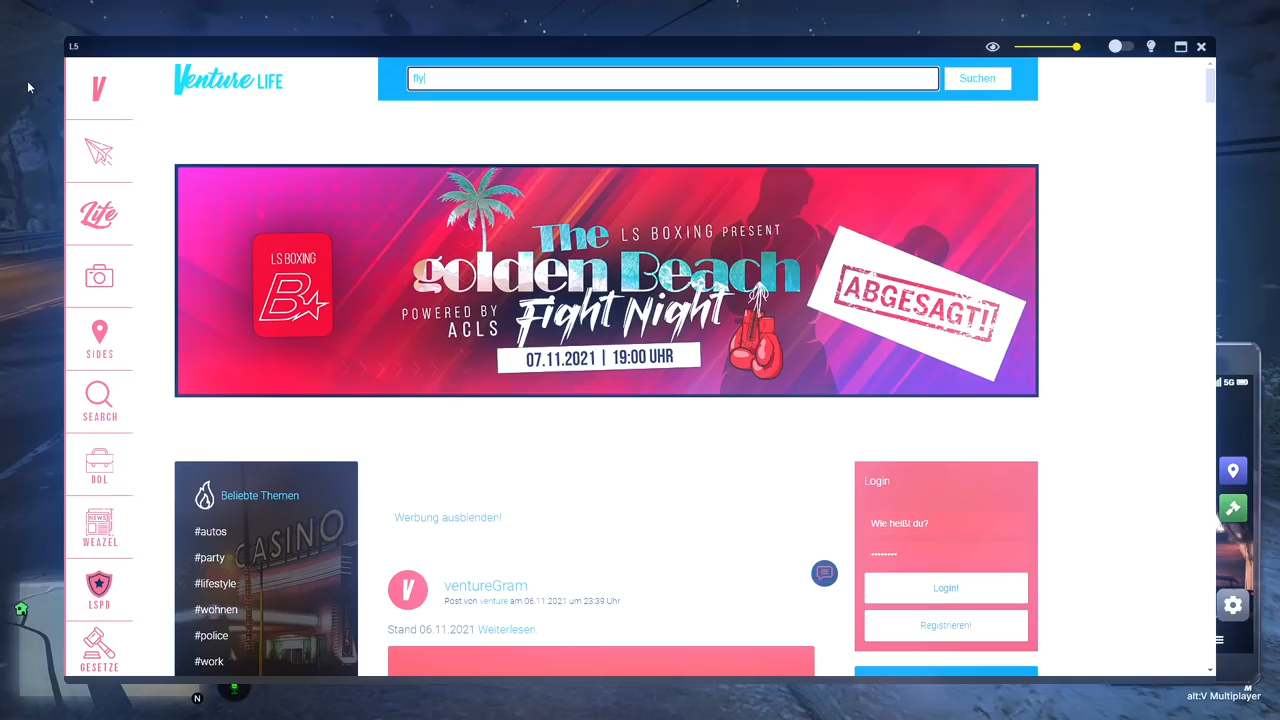 L5
Venture LIFE
fly
Suchen
V
Life
SIDES
SEARCH
DOL
NEWS
WEAZEL
LSPD
GESETZE
LS BOXING
B
The LS BOXING PRESENT
golden Beach
POWERED BY
ACLS
Fight Night
07.11.2021 | 19:00 UHR
ABGESAGT!
Beliebte Themen
CASINO
#autos
#party
#lifestyle
#wohnen
#police
#work
Werbung ausblenden!
V
ventureGram
Post von venture am 06.11.2021 um 23:39 Uhr
Stand 06.11.2021 Weiterlesen
Login
Wie heißt du?
••••••••
Login!
Registrieren!
5G
N
M
alt:V Multiplayer